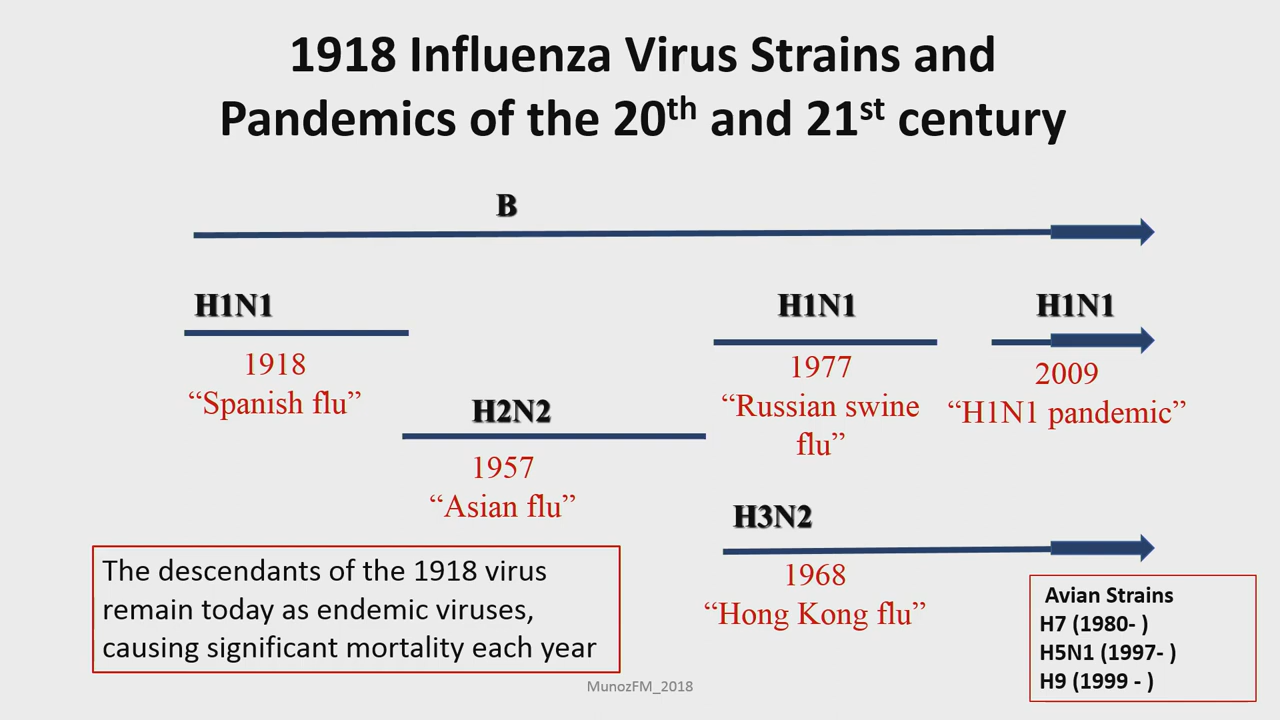 1918 Influenza Virus Strains and
Pandemics of the 20th and 21st century
B
H1N1
1918
“Spanish flu”
H2N2
1957
“Asian flu”
H1N1
1977
“Russian swine
flu”
H1N1
2009
“H1N1 pandemic”
H3N2
1968
“Hong Kong flu”
The descendants of the 1918 virus
remain today as endemic viruses,
causing significant mortality each year
Avian Strains
H7 (1980- )
H5N1 (1997- )
H9 (1999 - )
MunozFM_2018